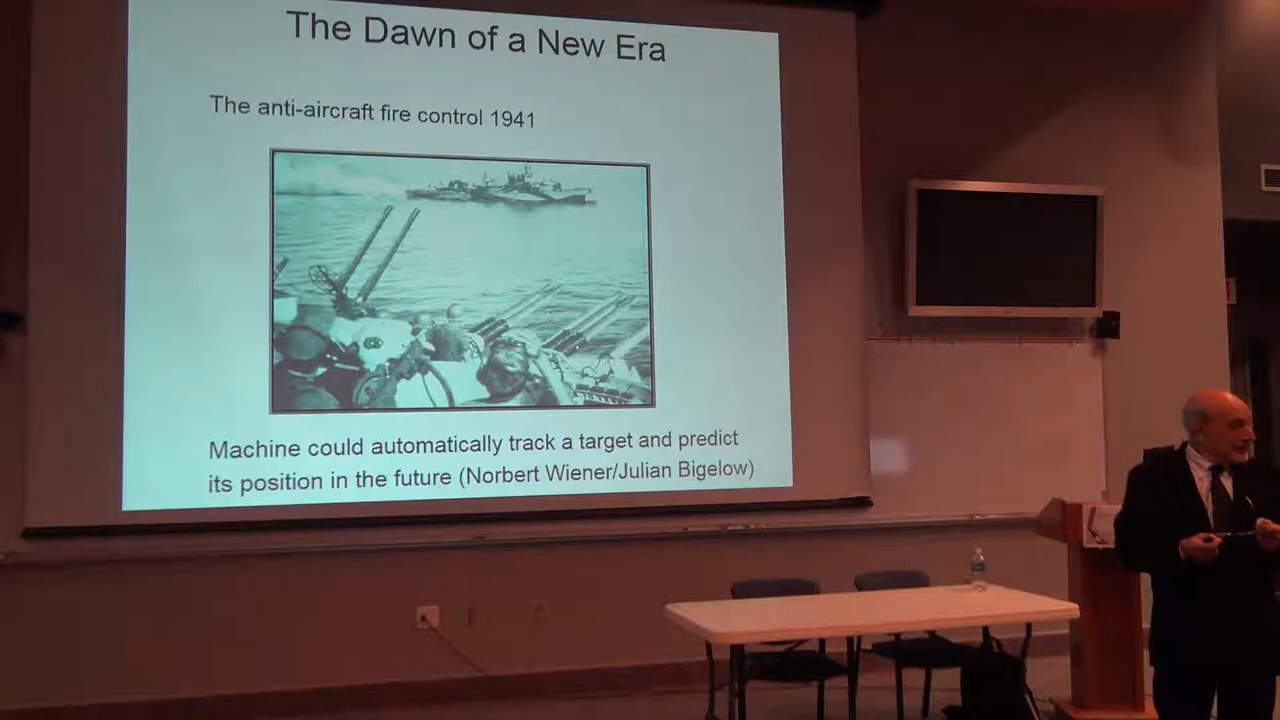 The Dawn of a New Era
The anti-aircraft fire control 1941
Machine could automatically track a target and predict
its position in the future (Norbert Wiener/Julian Bigelow)